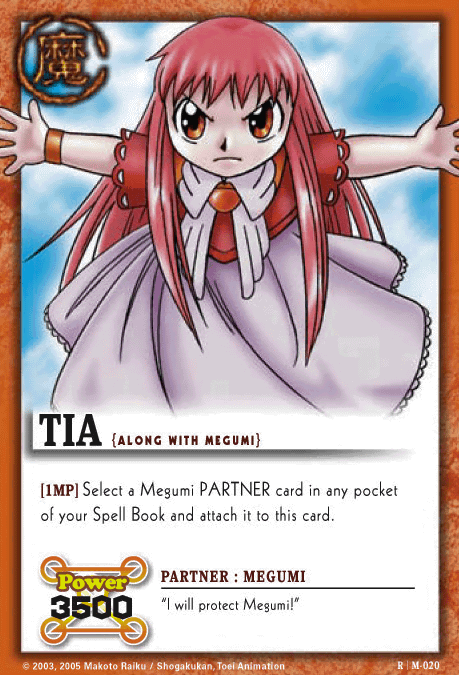 魔
TIA {ALONG WITH MEGUMI}
[1MP] Select a Megumi PARTNER card in any pocket
of your Spell Book and attach it to this card.
Power
3500
PARTNER : MEGUMI
“I will protect Megumi!”
© 2003, 2005 Makoto Raiku / Shogakukan, Toei Animation
R | M-020